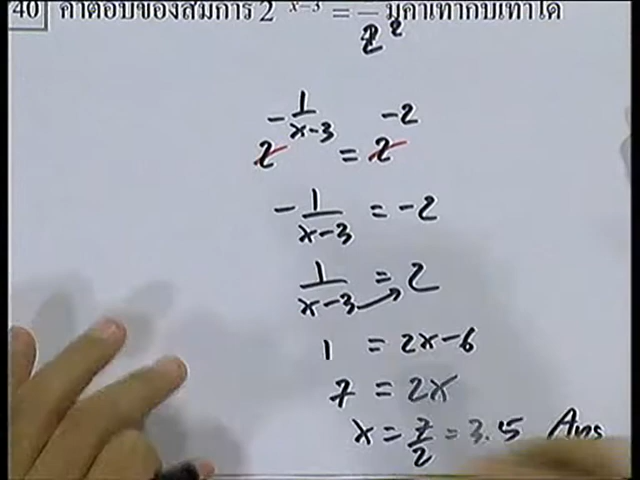 40 คำตอบของสมการ 2 x-3 = มีค่าเท่ากับเท่าใด
2²
2^(-1/(x-3)) = 2^(-2)
-1/(x-3) = -2
1/(x-3) = 2
1 = 2x-6
7 = 2x
x = 7/2 = 3.5 Ans